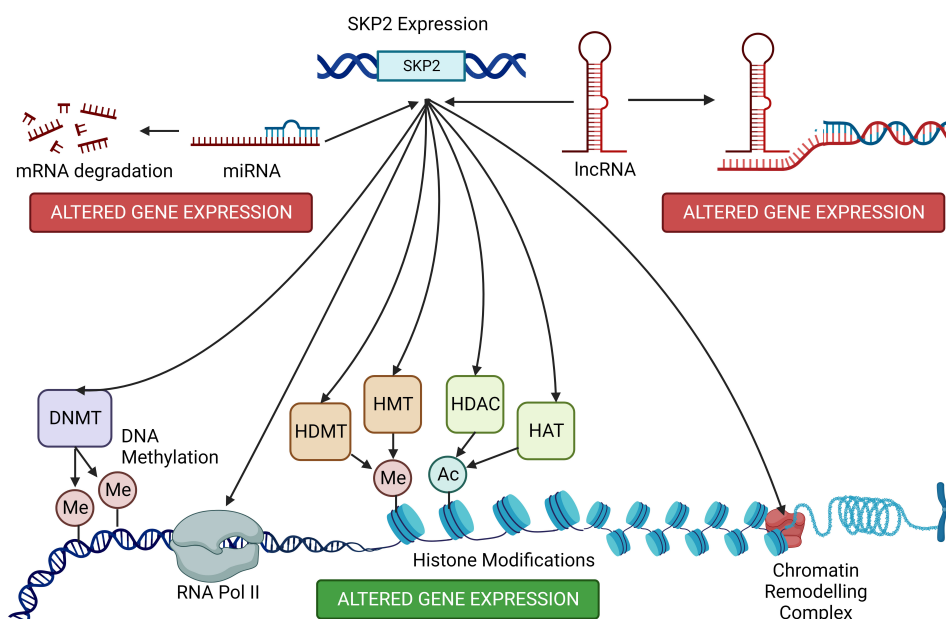 SKP2 Expression
SKP2
mRNA degradation
miRNA
lncRNA
ALTERED GENE EXPRESSION
ALTERED GENE EXPRESSION
DNMT
DNA
Methylation
Me
Me
HDMT
HMT
HDAC
HAT
Me
Ac
RNA Pol II
Histone Modifications
ALTERED GENE EXPRESSION
Chromatin
Remodelling
Complex